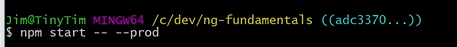 Jim@TinyTim MINGW64 /c/dev/ng-fundamentals ((adc3370...))
$ npm start -- --prod